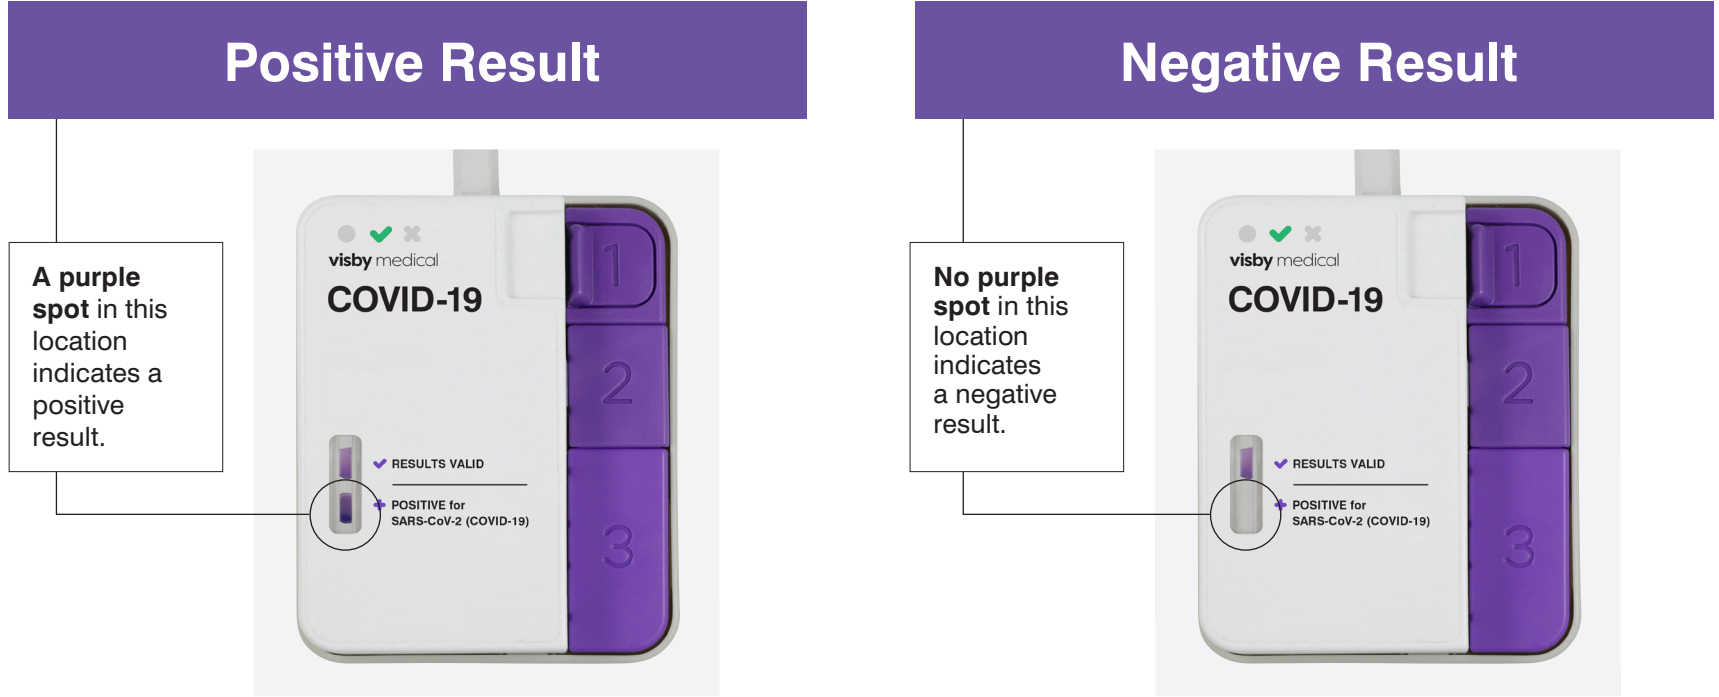 Positive Result
A purple
spot in this
location
indicates a
positive
result.
visby medical
COVID-19
RESULTS VALID
POSITIVE for
SARS-CoV-2 (COVID-19)
1
2
3
Negative Result
No purple
spot in this
location
indicates
a negative
result.
visby medical
COVID-19
RESULTS VALID
POSITIVE for
SARS-CoV-2 (COVID-19)
1
2
3